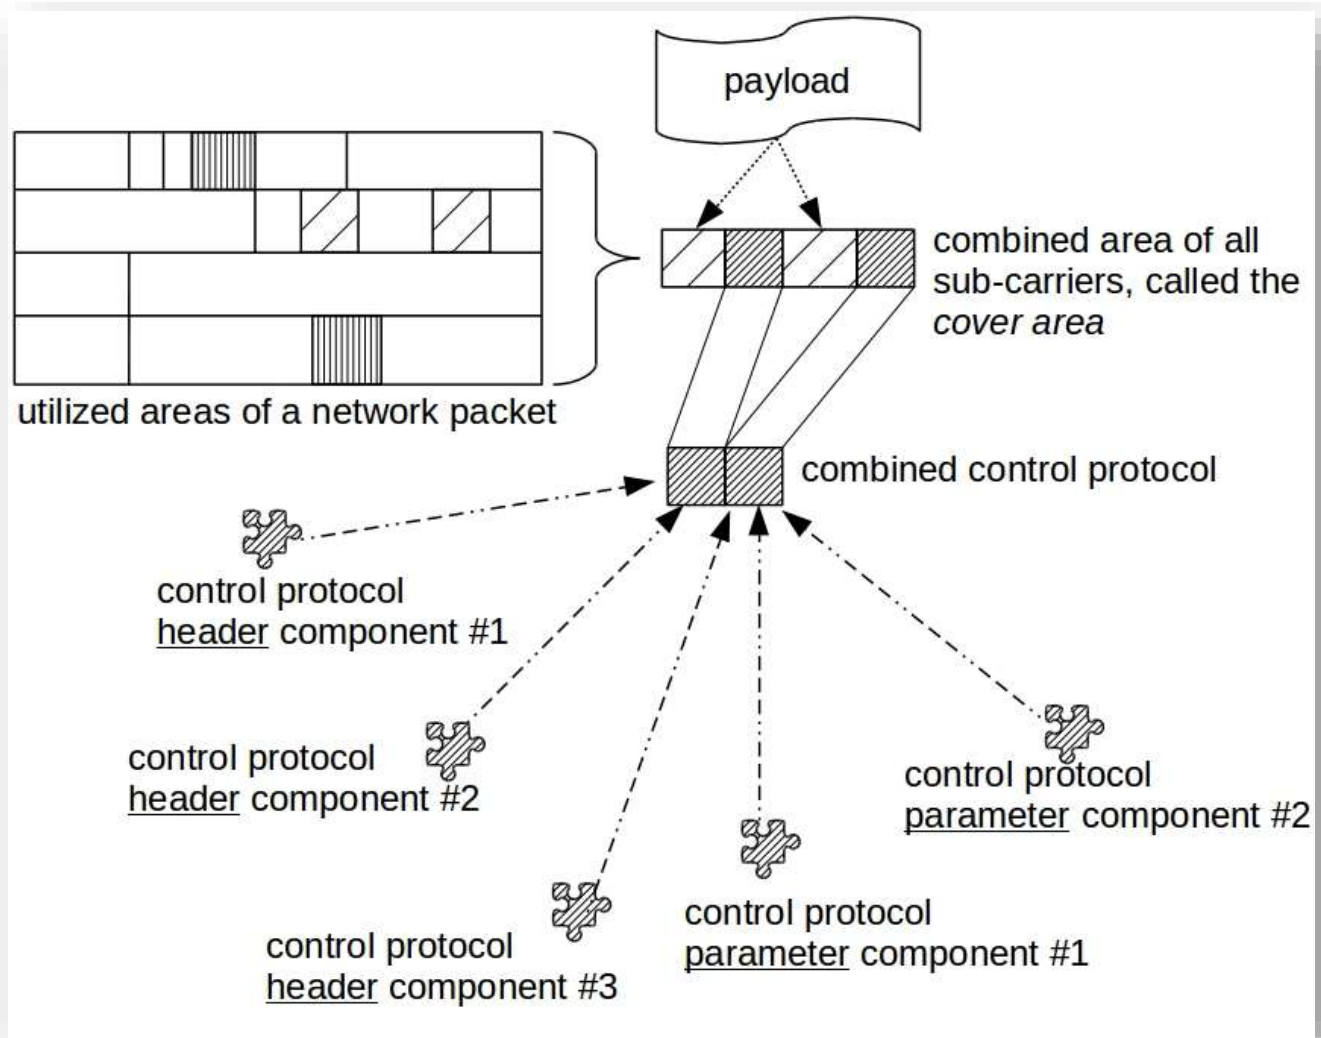 payload
combined area of all
sub-carriers, called the
cover area
utilized areas of a network packet
combined control protocol
control protocol
header component #1
control protocol
header component #2
control protocol
parameter component #2
control protocol
parameter component #1
control protocol
header component #3